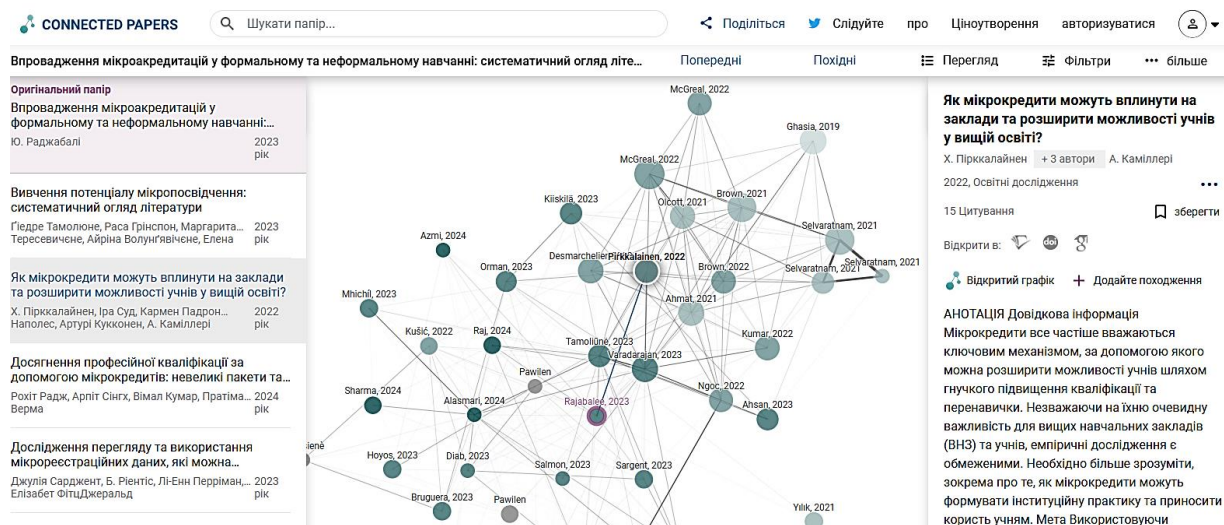 CONNECTED PAPERS
Шукати папір...
Поділіться
Слідуйте
про
Ціноутворення
авторизуватися
Впровадження мікроакредитацій у формальному та неформальному навчанні: систематичний огляд літе...
Попередні
Похідні
Перегляд
Фільтри
більше
Оригінальний папір
Впровадження мікроакредитацій у
формальному та неформальному навчанні:...
Ю. Раджабалі
2023
рік
Вивчення потенціалу мікропосвідчення:
систематичний огляд літератури
Ґієдре Тамолюне, Раса Грінспон, Маргарита...
Тересевичєне, Айріна Волунґявічєне, Елена
2023
рік
Як мікрокредити можуть вплинути на заклади
та розширити можливості учнів у вищій освіті?
Х. Пірккалайнен, Іра Суд, Кармен Падрон...
Наполес, Артурі Кукконен, А. Каміллері
2022
рік
Досягнення професійної кваліфікації за
допомогою мікрокредитів: невеликі пакети та...
Рохіт Радж, Арпіт Сінгх, Вімал Кумар, Пратіма...
Верма
2024
рік
Дослідження перегляду та використання
мікрореєстраційних даних, які можна...
Джулія Сарджент, Б. Рієнтіс, Лі-Енн Перріман,...
Елізабет ФітцДжеральд
2023
рік
McGreal, 2022
Ghasia, 2019
McGreal, 2022
Brown, 2021
Kiiskilä, 2023
Olcott, 2021
Selvaratnam, 2021
Azmi, 2024
Desmarchelier
Pirkkalainen, 2022
Orman, 2023
Brown, 2022
Selvaratnam, 2021
Selvaratnam, 2021
Mhichíl, 2023
Ahmat, 2021
Kušić, 2022
Raj, 2024
Tamoliūnė, 2023
Kumar, 2022
Varadarajan, 2023
Pawilen
Sharma, 2024
Alasmari, 2024
Rajabalee, 2023
Ngoc, 2022
Ahsan, 2023
ienė
Hoyos, 2023
Diab, 2023
Salmon, 2023
Sargent, 2023
Bruguera, 2023
Pawilen
Yılık, 2021
Як мікрокредити можуть вплинути на
заклади та розширити можливості учнів
у вищій освіті?
Х. Пірккалайнен
+ 3 автори
А. Каміллері
2022, Освітні дослідження
15 Цитування
зберегти
Відкрити в:
doi
Відкритий графік
Додайте походження
АНОТАЦІЯ Довідкова інформація
Мікрокредити все частіше вважаються
ключовим механізмом, за допомогою якого
можна розширити можливості учнів шляхом
гнучкого підвищення кваліфікації та
перенавички. Незважаючи на їхню очевидну
важливість для вищих навчальних закладів
(ВНЗ) та учнів, емпіричні дослідження є
обмеженими. Необхідно більше зрозуміти,
зокрема про те, як мікрокредити можуть
формувати інституційну практику та приносити
користь учням. Мета Використовуючи